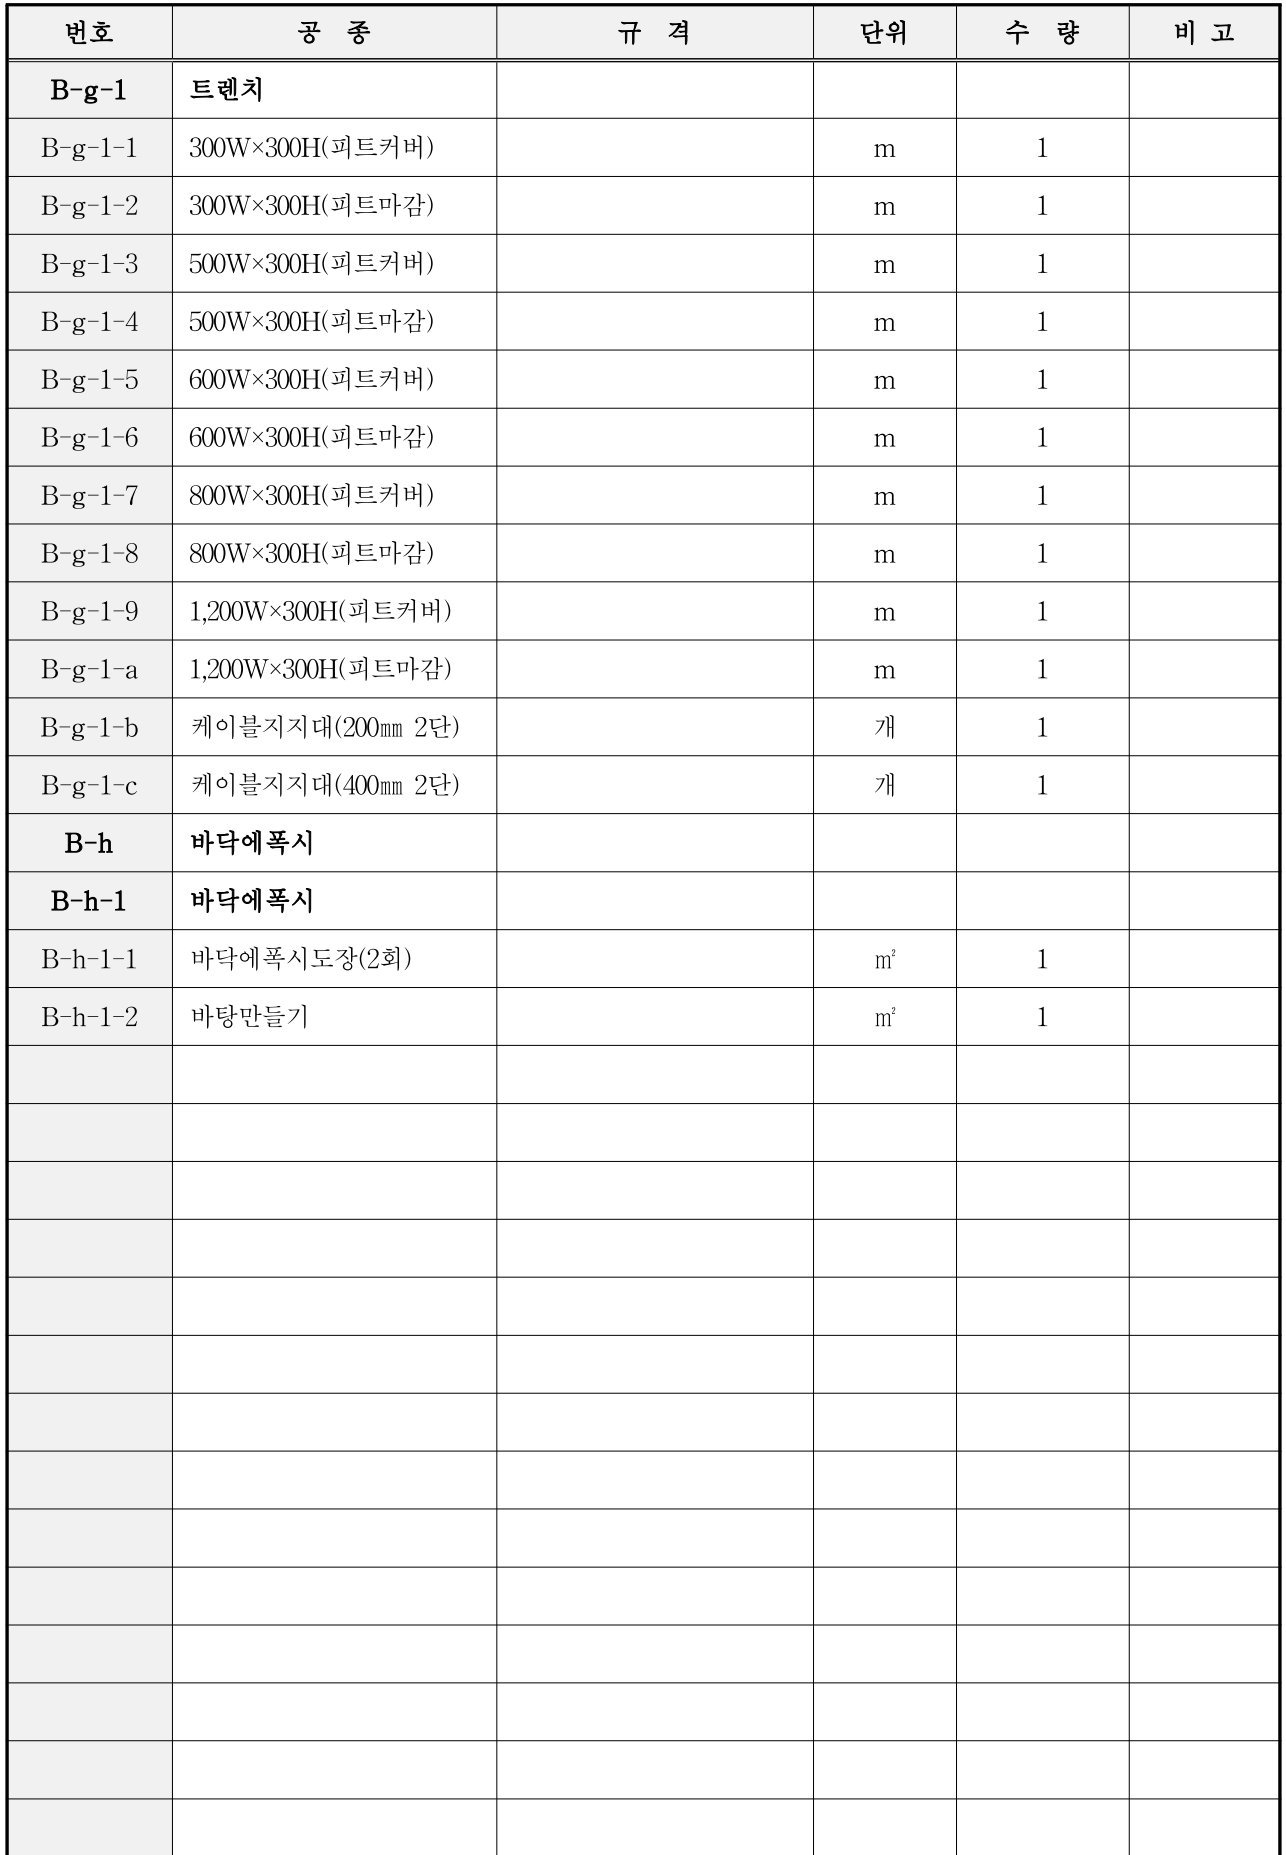 번호 공 종 규 격 단위 수 량 비 고
B-g-1 트렌치
B-g-1-1 300W×300H(피트커버) m 1
B-g-1-2 300W×300H(피트마감) m 1
B-g-1-3 500W×300H(피트커버) m 1
B-g-1-4 500W×300H(피트마감) m 1
B-g-1-5 600W×300H(피트커버) m 1
B-g-1-6 600W×300H(피트마감) m 1
B-g-1-7 800W×300H(피트커버) m 1
B-g-1-8 800W×300H(피트마감) m 1
B-g-1-9 1,200W×300H(피트커버) m 1
B-g-1-a 1,200W×300H(피트마감) m 1
B-g-1-b 케이블지지대(200㎜ 2단) 개 1
B-g-1-c 케이블지지대(400㎜ 2단) 개 1
B-h 바닥에폭시
B-h-1 바닥에폭시
B-h-1-1 바닥에폭시도장(2회) ㎡ 1
B-h-1-2 바탕만들기 ㎡ 1